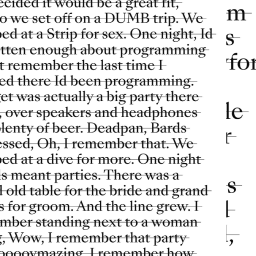 ecided it would be a great fit,
o we set off on a DUMB trip. We
ped at a Strip for sex. One night, Id
tten enough about programming
t remember the last time I
ed there Id been programming.
get was actually a big party there
, over speakers and headphones
plenty of beer. Deadpan, Bards
essed, Oh, I remember that. We
ped at a dive for more. One night
s meant parties. There was a
l old table for the bride and grand
s for groom. And the line grew. I
mber standing next to a woman
g, Wow, I remember that party
ooooymazing. I remember how
m
s
for
le
r
s
l
,